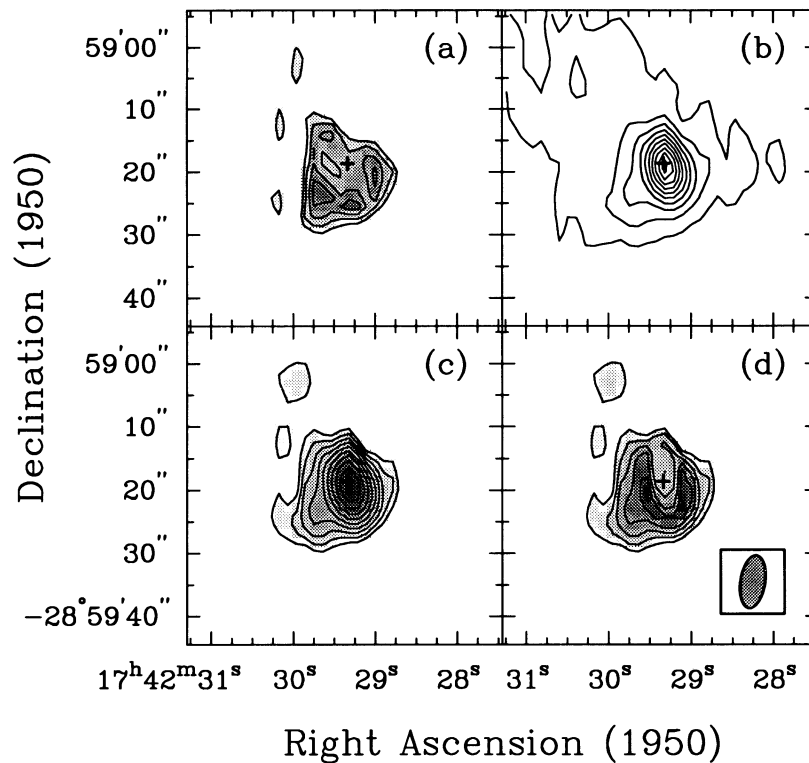 (a)
(b)
59′00″
10″
20″
30″
40″
(c)
(d)
59′00″
10″
20″
30″
−28°59′40″
17ʰ42ᵐ31ˢ 30ˢ 29ˢ 28ˢ 31ˢ 30ˢ 29ˢ 28ˢ
Declination (1950)
Right Ascension (1950)